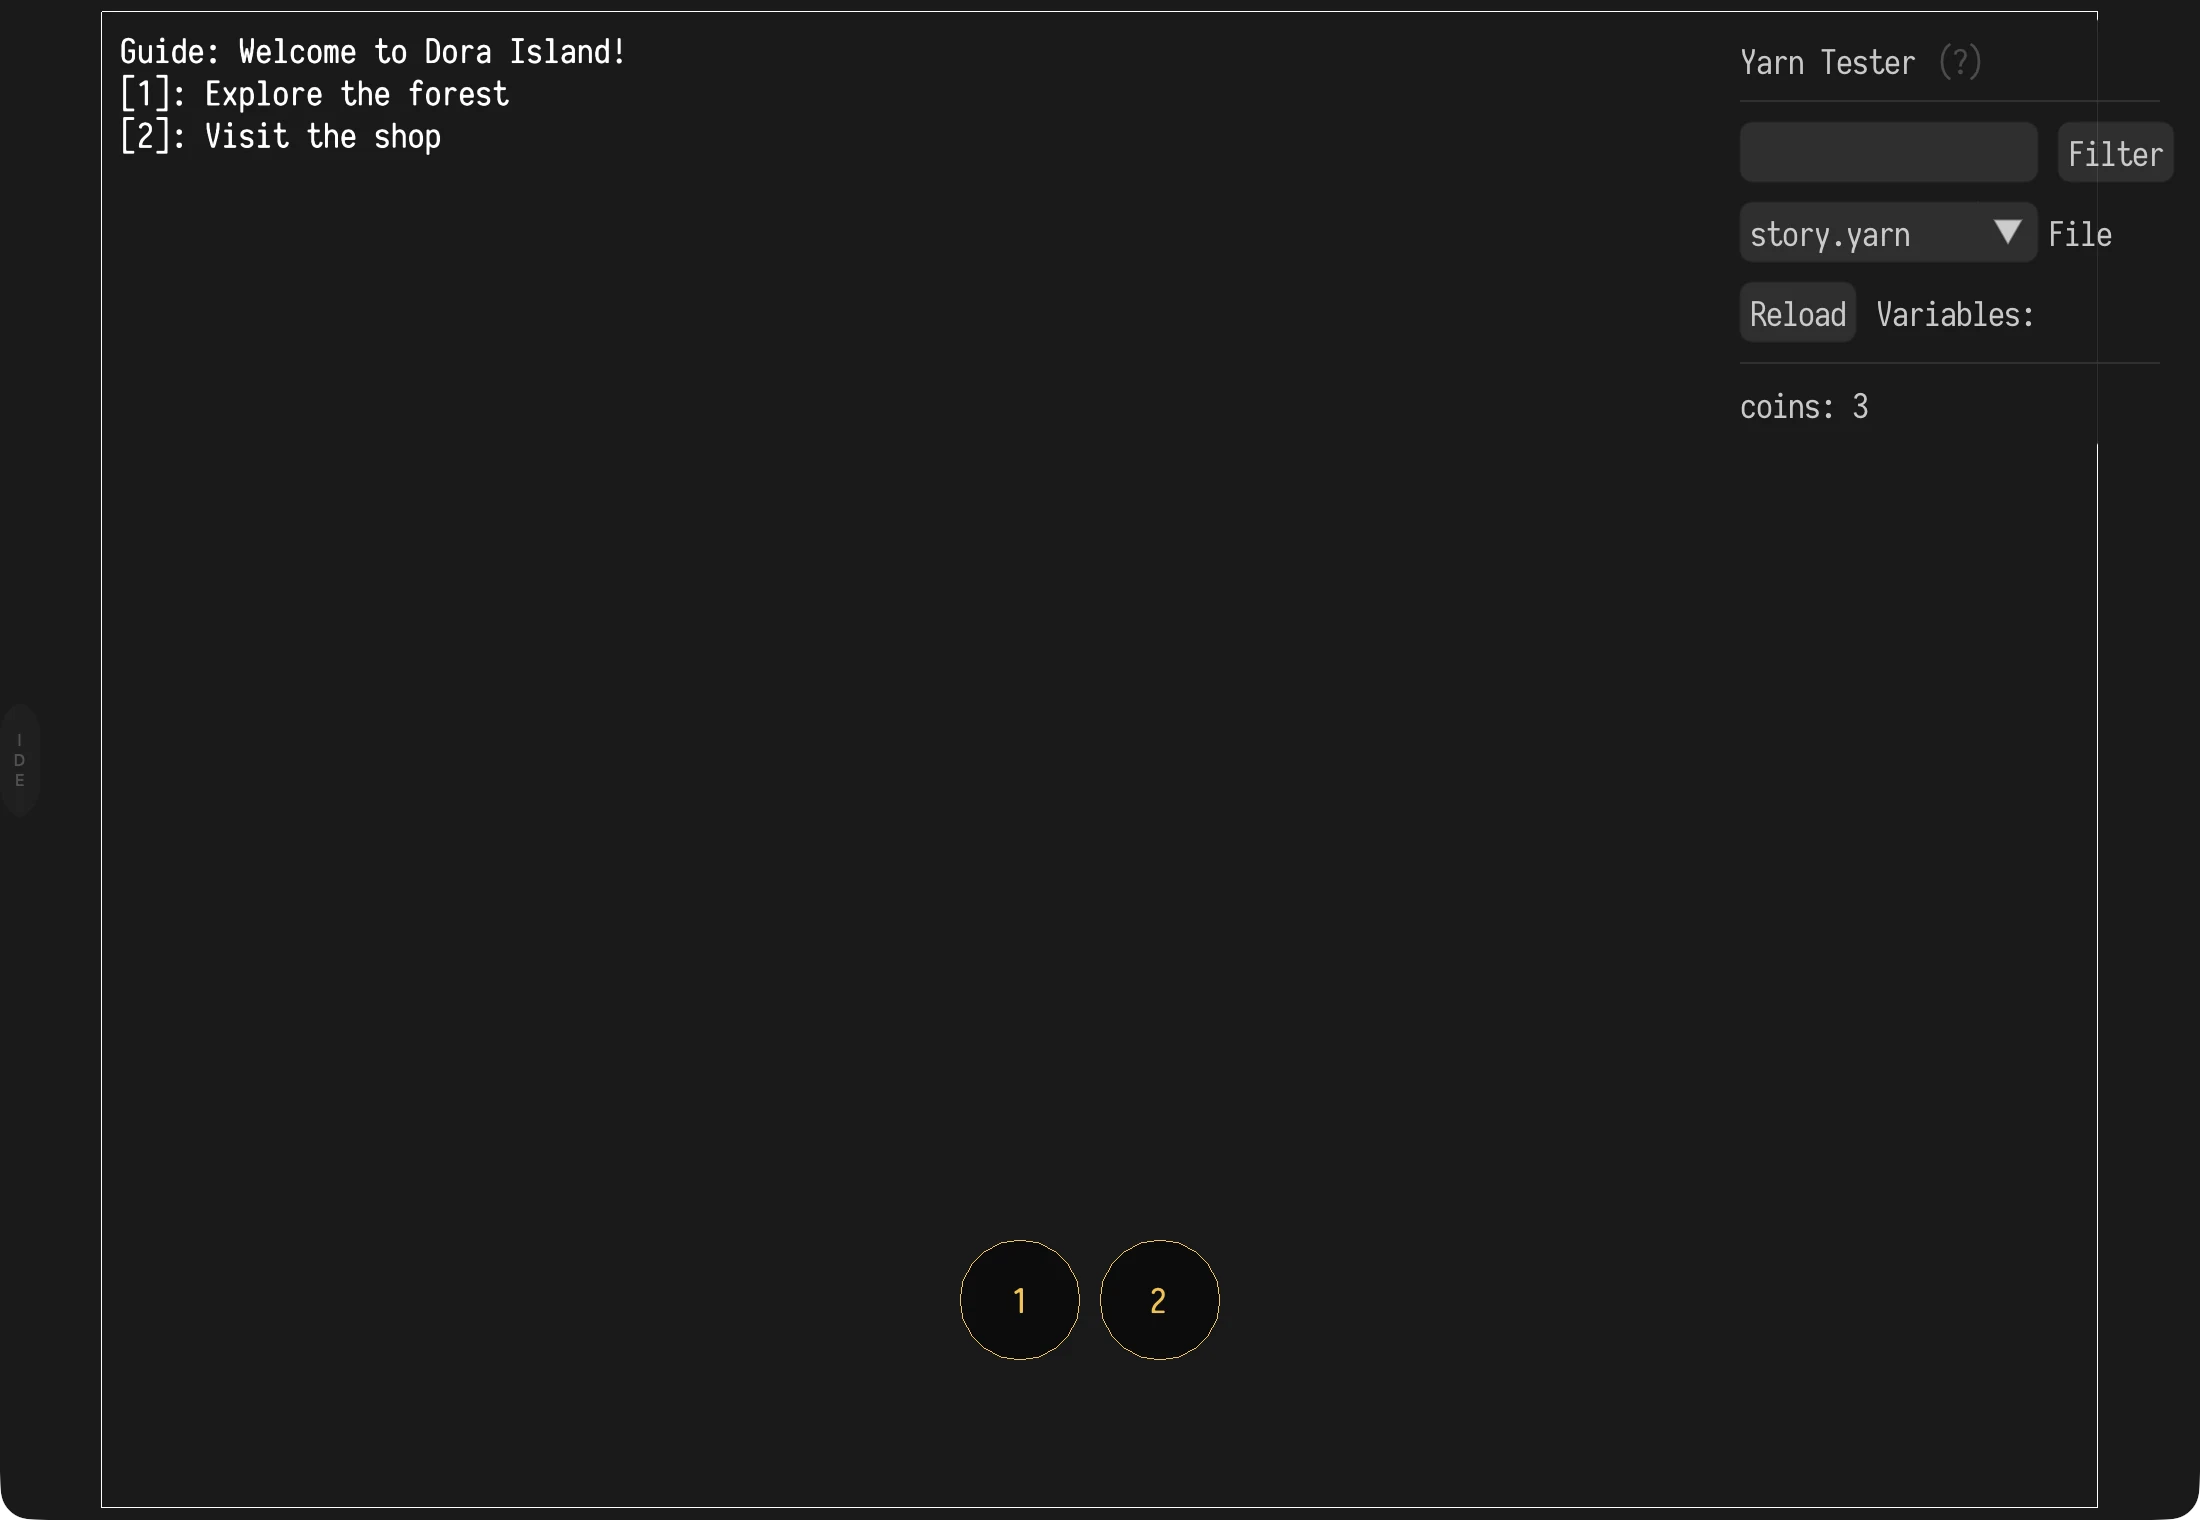 Guide: Welcome to Dora Island!
[1]: Explore the forest
[2]: Visit the shop
Yarn Tester (?)
Filter
story.yarn ▼ File
Reload Variables:
coins: 3
I
D
E
1 2